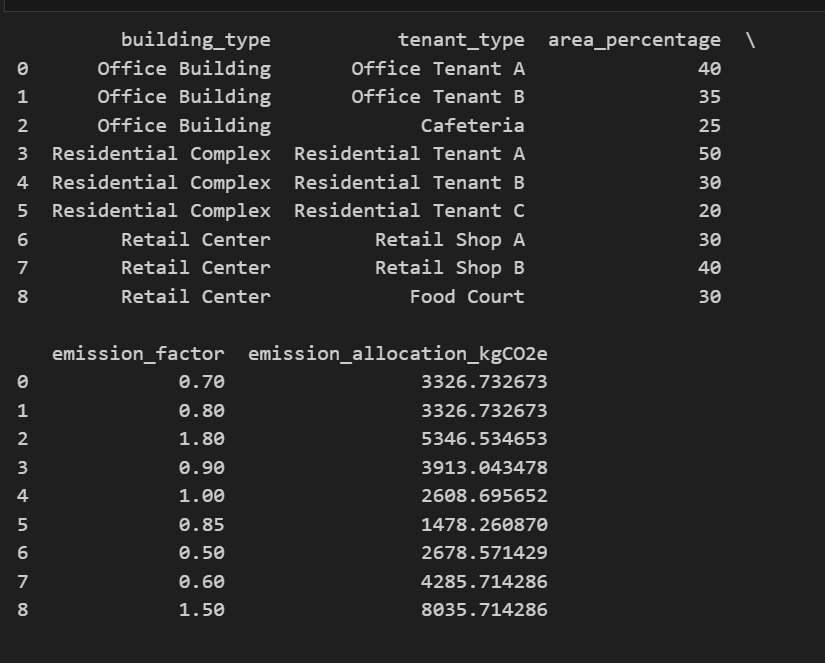 building_type tenant_type area_percentage \
0 Office Building Office Tenant A 40
1 Office Building Office Tenant B 35
2 Office Building Cafeteria 25
3 Residential Complex Residential Tenant A 50
4 Residential Complex Residential Tenant B 30
5 Residential Complex Residential Tenant C 20
6 Retail Center Retail Shop A 30
7 Retail Center Retail Shop B 40
8 Retail Center Food Court 30
emission_factor emission_allocation_kgCO2e
0 0.70 3326.732673
1 0.80 3326.732673
2 1.80 5346.534653
3 0.90 3913.043478
4 1.00 2608.695652
5 0.85 1478.260870
6 0.50 2678.571429
7 0.60 4285.714286
8 1.50 8035.714286